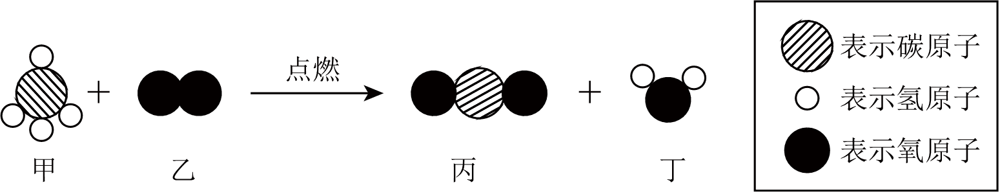 点燃
甲 + 乙 丙 + 丁
表示碳原子
表示氢原子
表示氧原子